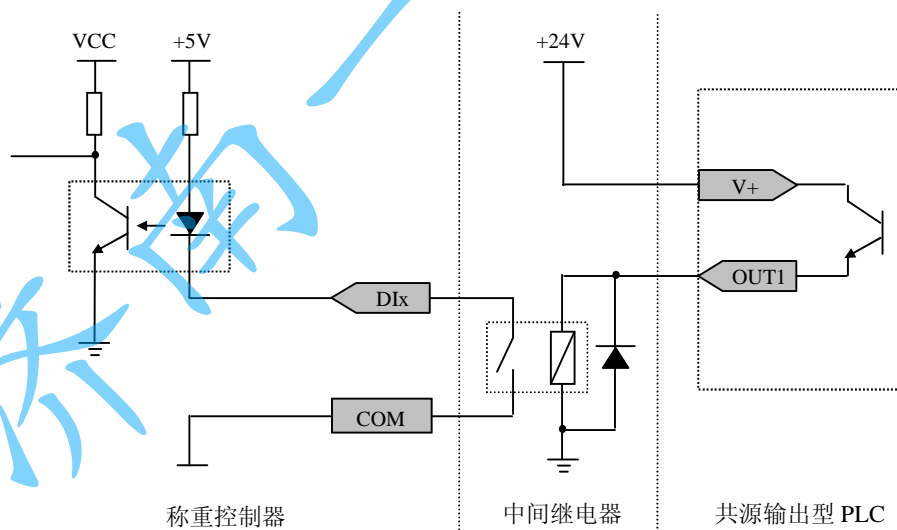 VCC
+5V
+24V
V+
OUT1
DIx
COM
称重控制器
中间继电器
共源输出型 PLC